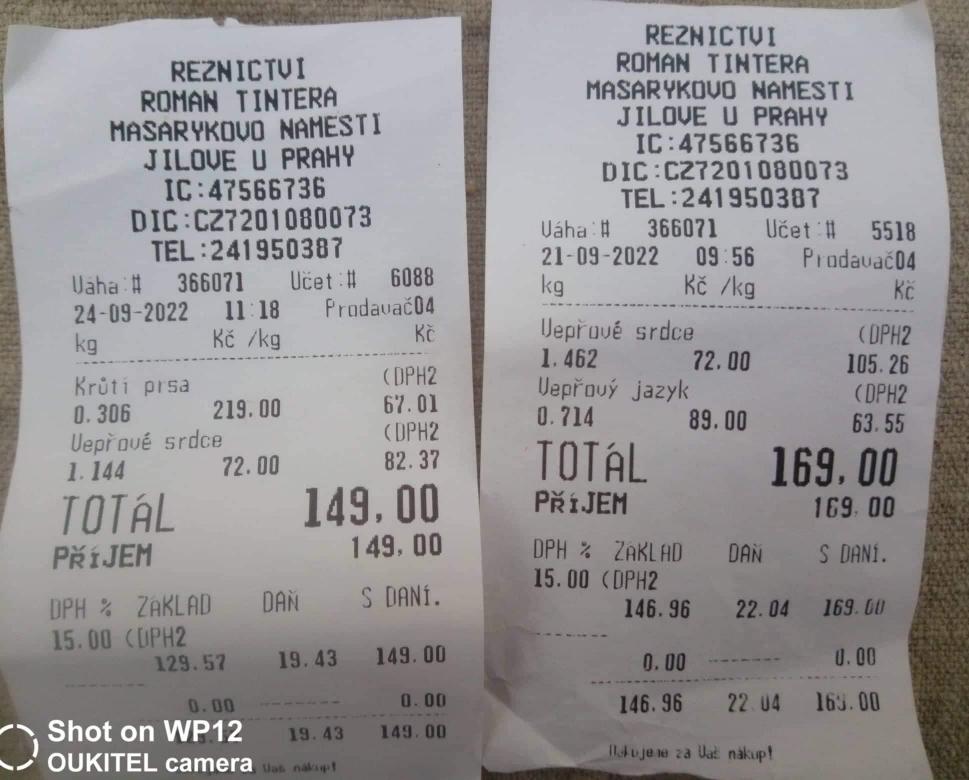 REZNICTVI
ROMAN TINTERA
MASARYKOVO NAMESTI
JILOVE U PRAHY
IC:47566736
DIC:CZ7201080073
TEL:241950387
Váha:# 366071 Účet:# 6088
24-09-2022 11:18 Prodavač04
kg Kč /kg Kč
Krůtí prsa (DPH2
0.306 219.00 67.01
Vepřové srdce (DPH2
1.144 72.00 82.37
TOTÁL 149,00
PŘÍJEM 149,00
DPH % ZÁKLAD DAŇ S DANÍ.
15.00 (DPH2
129.57 19.43 149.00
0.00 ------- 0.00
19.43 149.00
Vaš nákup!
Shot on WP12
OUKITEL camera
REZNICTVI
ROMAN TINTERA
MASARYKOVO NAMESTI
JILOVE U PRAHY
IC:47566736
DIC:CZ7201080073
TEL:241950387
Váha:# 366071 Účet:# 5518
21-09-2022 09:56 Prodavač04
kg Kč /kg Kč
Vepřové srdce (DPH2
1.462 72.00 105.26
Vepřový jazyk (DPH2
0.714 89.00 63.55
TOTÁL 169,00
PŘÍJEM 169,00
DPH % ZÁKLAD DAŇ S DANÍ.
15.00 (DPH2
146.96 22.04 169.00
0.00 ------- 0.00
146.96 22.04 169.00
za Vaš nákup!